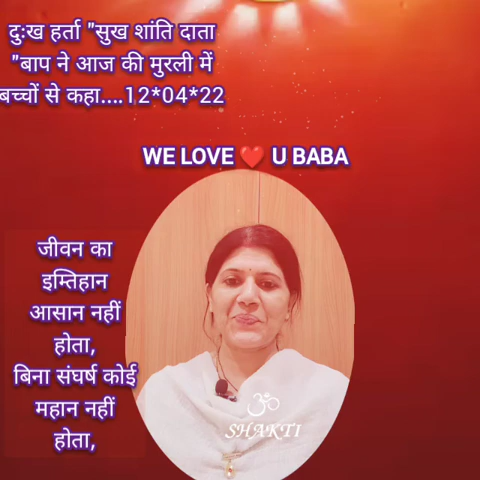 दुःख हर्ता "सुख शांति दाता
"बाप ने आज की मुरली में
बच्चों से कहा....12*04*22
WE LOVE ❤️ U BABA
जीवन का
इम्तिहान
आसान नहीं
होता,
बिना संघर्ष कोई
महान नहीं
होता,
ॐ
SHAKTI